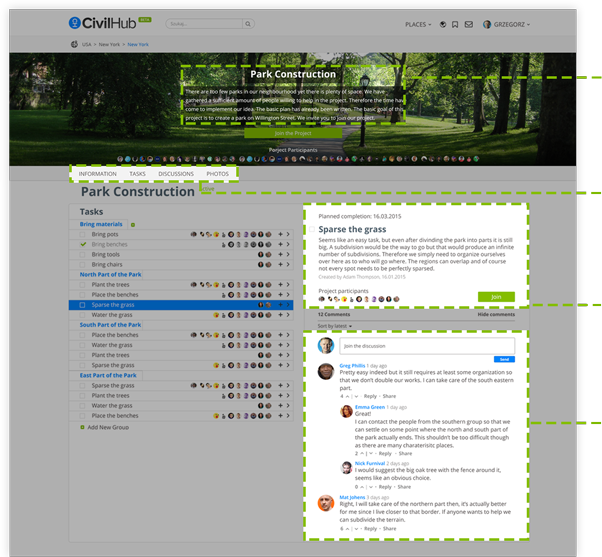 CivilHub BETA
PLACES
GRZEGORZ
USA • New York • New York
Park Construction
There are too few parks in our neighbourhood yet there is plenty of space. We have
gathered a sufficient amount of people willing to help in the project. Therefore the time has
come to implement our idea. The basic plan has already been written. The basic goal of this
project is to create a park on Willington Street. We invite you to join our project.
Join the Project
Porject Participants
INFORMATION TASKS DISCUSSIONS PHOTOS
Park Construction active
Tasks
Bring materials
Bring pots
Bring benches
Bring tools
Bring chairs
North Part of the Park
Plant the trees
Place the benches
Sparse the grass
Water the grass
South Part of the Park
Place the benches
Water the grass
Plant the trees
Sparse the grass
East Part of the Park
Sparse the grass
Plant the trees
Water the grass
Place the benches
Add New Group
Planned completion: 16.03.2015
Sparse the grass
Seems like an easy task, but even after dividing the park into parts it is still
big. A subdivision would be the way to go but that would produce an infinite
number of subdivisions. Therefore we simply need to organize ourselves
over here as to who will go where. The regions can overlap and of course
not every spot needs to be perfectly sparsed.
Created by Adam Thompson, 16.01.2015
Project participants
Join
12 Comments Hide comments
Sort by latest
Join the discussion
Send
Greg Phillis 1 day ago
Pretty easy indeed but it still requires at least some organization so
that we don't double our works. I can take care of the south eastern
part.
4 | Reply Share
Emma Green 1 day ago
Great!
I can contact the people from the southern group so that we
can settle on some point where the north and south part of
the park actually ends. This shouldn't be too difficult though
as there are many charaterisitc places.
2 | Reply Share
Nick Furnival 2 days ago
I would suggest the big oak tree with the fence around it,
seems like an obvious choice.
0 | Reply Share
Mat Johens 3 days ago
Right, I will take care of the northern part then, it's actually better
for me since I live closer to that border. If anyone wants to help we
can subdivide the terrain.
6 | Reply Share